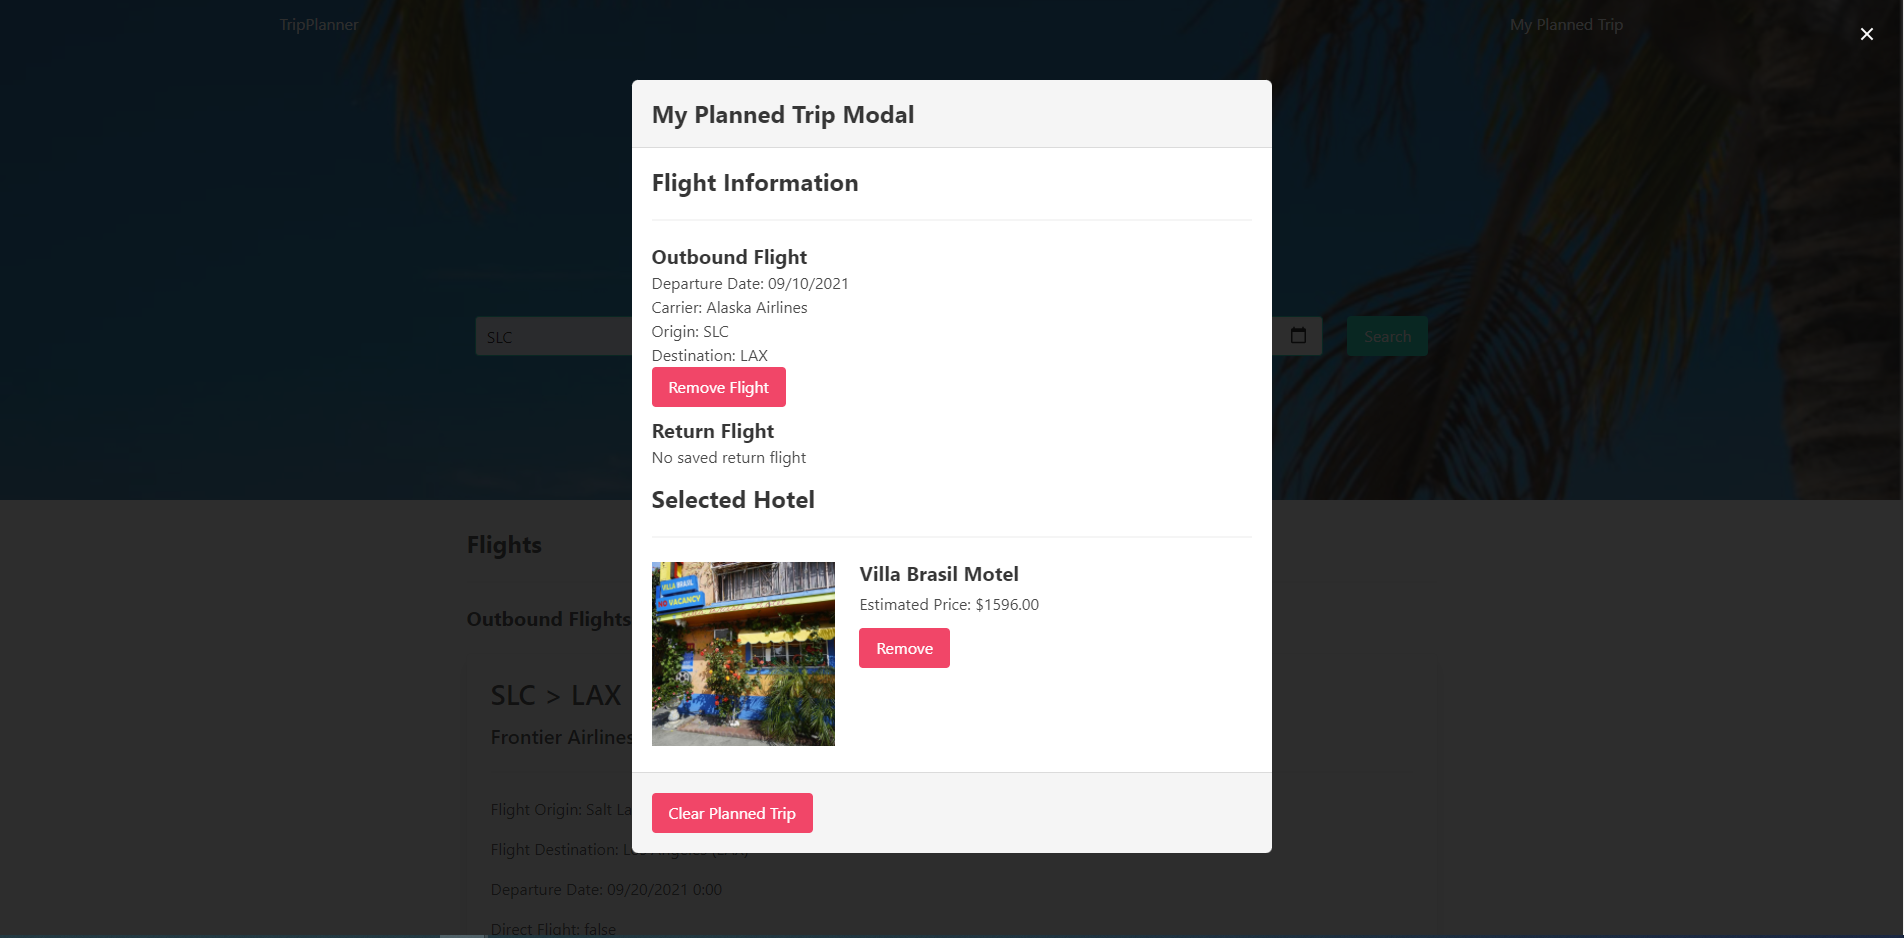 TripPlanner
My Planned Trip
My Planned Trip Modal
Flight Information
Outbound Flight
Departure Date: 09/10/2021
Carrier: Alaska Airlines
Origin: SLC
Destination: LAX
Remove Flight
Return Flight
No saved return flight
Selected Hotel
VILLA BRASIL
NO VACANCY
Villa Brasil Motel
Estimated Price: $1596.00
Remove
Clear Planned Trip
SLC
Search
Flights
Outbound Flights
SLC > LAX
Frontier Airlines
Flight Origin: Salt La
Flight Destination:
Departure Date: 09/20/2021 0:00
Direct Flight: false